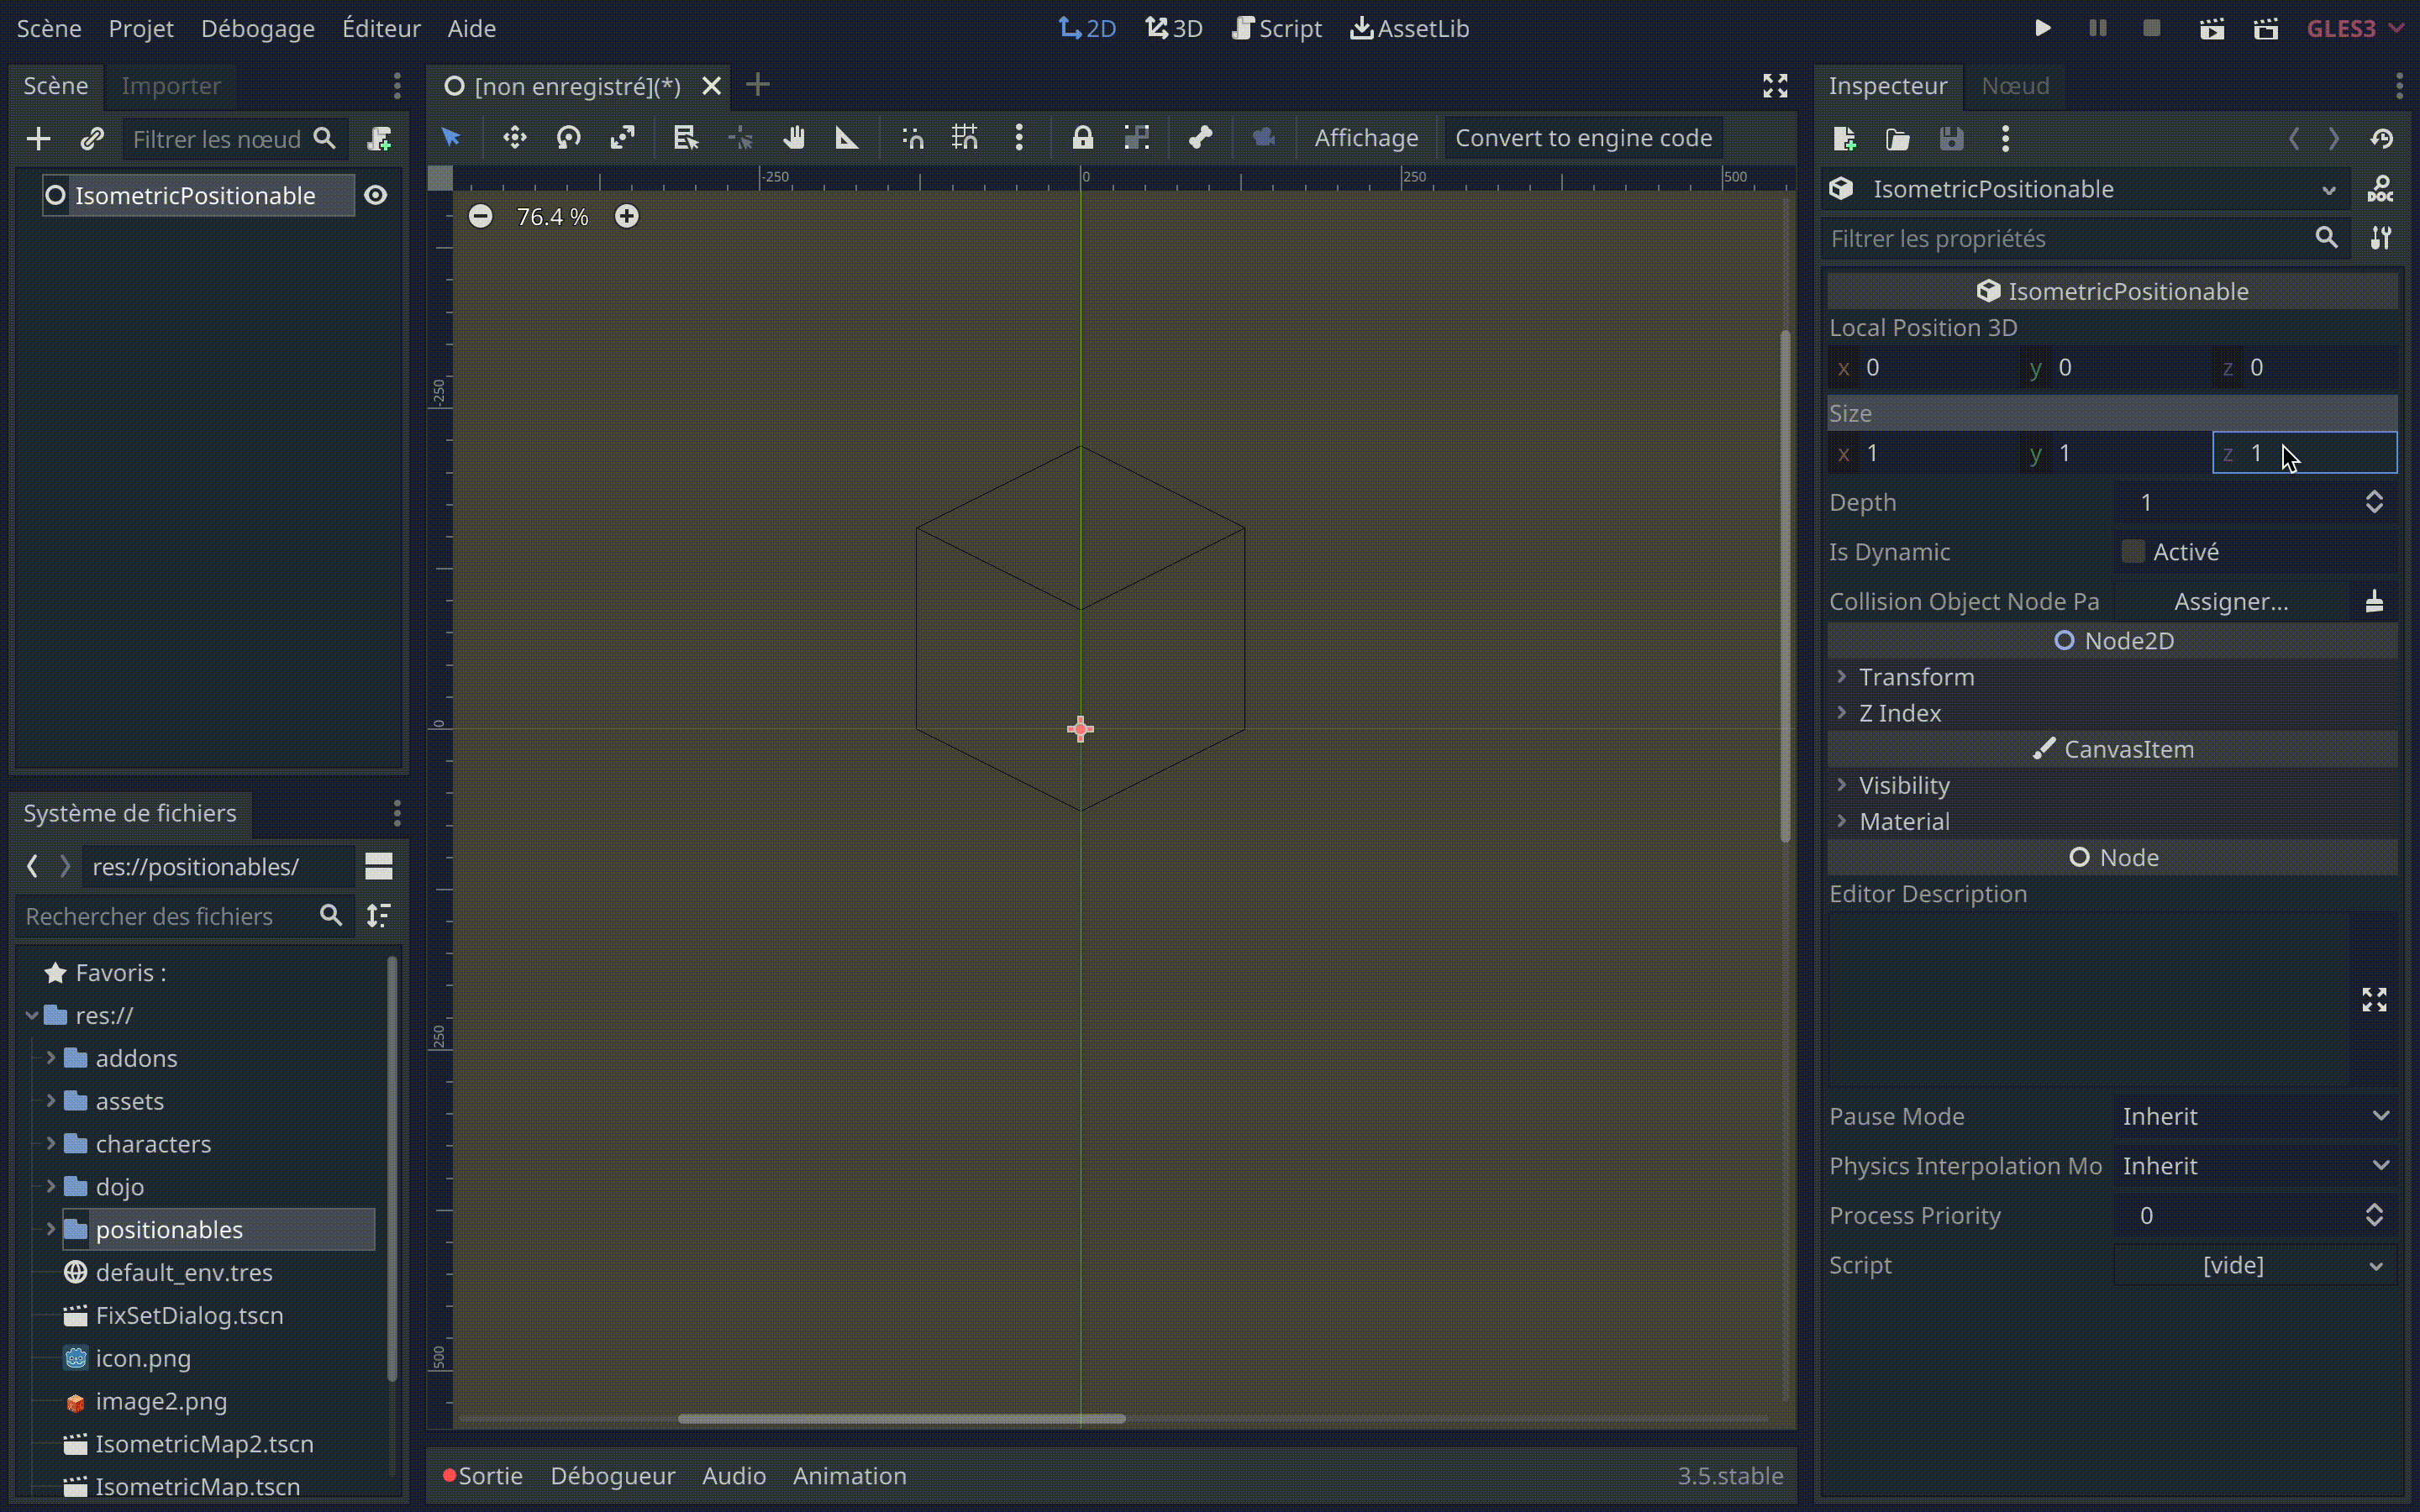 Scène Projet Débogage Éditeur Aide
2D 3D Script AssetLib
GLES3
Scène Importer
Filtrer les nœud
IsometricPositionable
[non enregistré](*)
Affichage Convert to engine code
-250 0 250 500
76.4 %
-250
0
250
500
Système de fichiers
res://positionables/
Rechercher des fichiers
Favoris :
res://
addons
assets
characters
dojo
positionables
default_env.tres
FixSetDialog.tscn
icon.png
image2.png
IsometricMap2.tscn
IsometricMap.tscn
Sortie Débogueur Audio Animation 3.5.stable
Inspecteur Nœud
IsometricPositionable
DOC
Filtrer les propriétés
IsometricPositionable
Local Position 3D
x 0 y 0 z 0
Size
x 1 y 1 z 1
Depth 1
Is Dynamic Activé
Collision Object Node Pa Assigner...
Node2D
Transform
Z Index
CanvasItem
Visibility
Material
Node
Editor Description
Pause Mode Inherit
Physics Interpolation Mo Inherit
Process Priority 0
Script [vide]